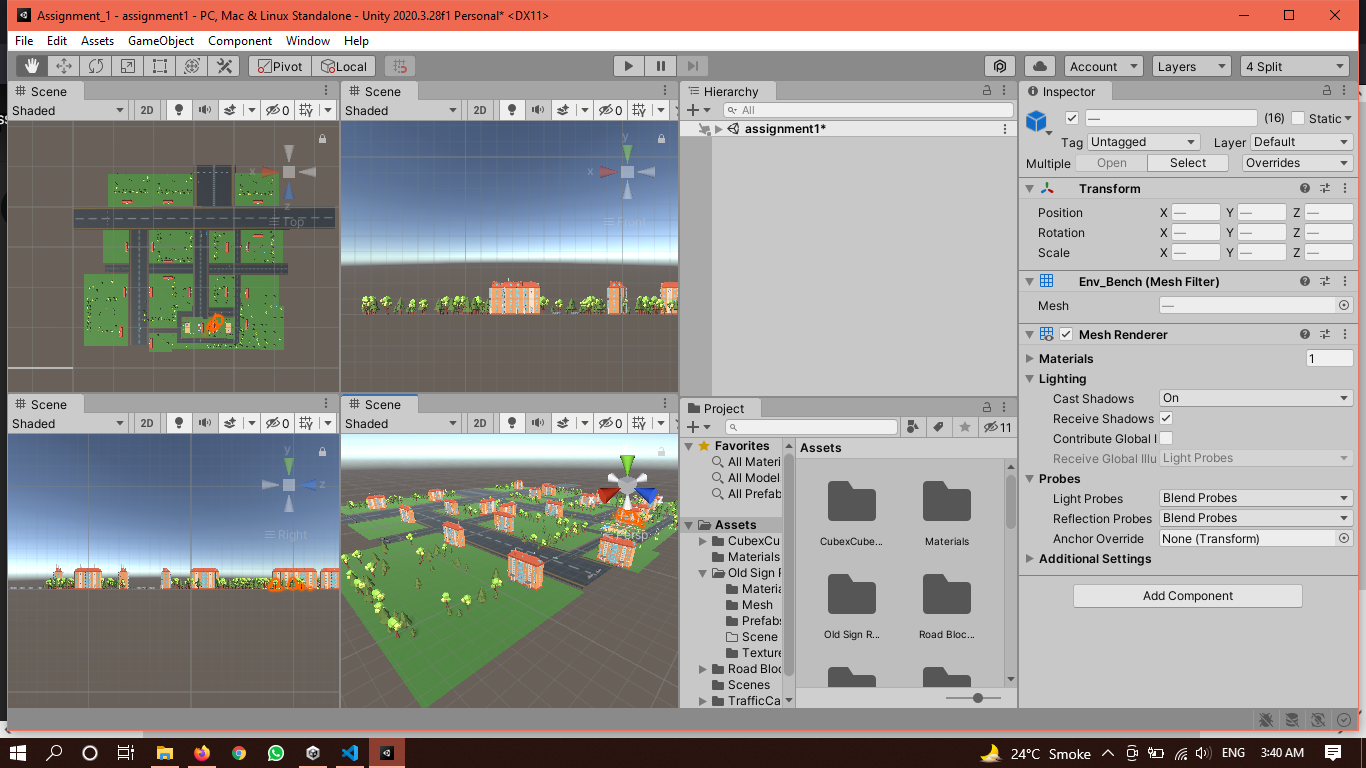 Assignment_1 - assignment1 - PC, Mac & Linux Standalone - Unity 2020.3.28f1 Personal* <DX11>
File Edit Assets GameObject Component Window Help
Pivot Local Account Layers 4 Split
Scene
Shaded 2D 0
Top
x
z
Scene
Shaded 2D 0
y
x
Scene
Shaded 2D 0
y
z
Right
Scene
Shaded 2D 0
Persp
Hierarchy
All
assignment1*
Project
11
Favorites
All Materi
All Model
All Prefab
Assets
CubexCu
Materials
Old Sign F
Materia
Mesh
Prefabs
Scene
Texture
Road Bloc
Scenes
TrafficCa
Assets
CubexCube...
Materials
Old Sign R...
Road Bloc...
Inspector
— (16) Static
Tag Untagged Layer Default
Multiple Open Select Overrides
Transform
Position X — Y — Z —
Rotation X — Y — Z —
Scale X — Y — Z —
Env_Bench (Mesh Filter)
Mesh —
Mesh Renderer
Materials 1
Lighting
Cast Shadows On
Receive Shadows
Contribute Global I
Receive Global Illu Light Probes
Probes
Light Probes Blend Probes
Reflection Probes Blend Probes
Anchor Override None (Transform)
Additional Settings
Add Component
24°C Smoke ENG 3:40 AM